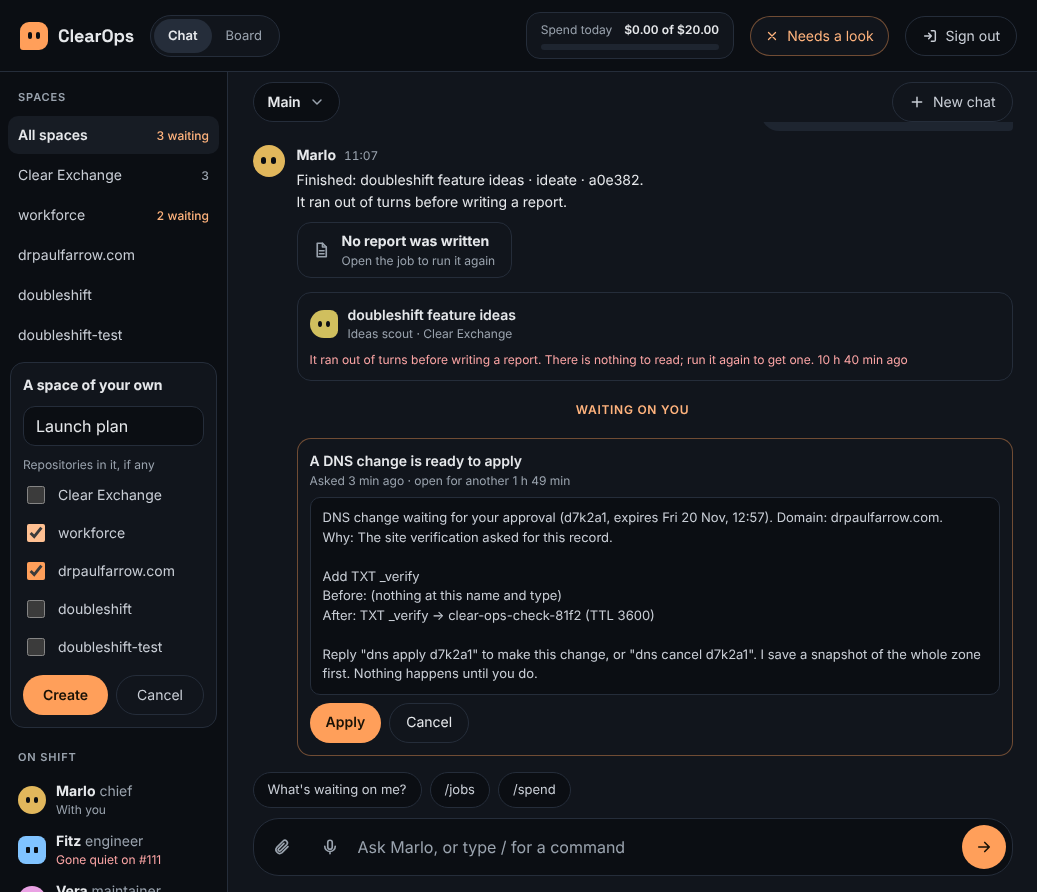 ClearOps
Chat
Board
Spend today $0.00 of $20.00
Needs a look
Sign out
SPACES
All spaces 3 waiting
Clear Exchange 3
workforce 2 waiting
drpaulfarrow.com
doubleshift
doubleshift-test
A space of your own
Launch plan
Repositories in it, if any
Clear Exchange
workforce
drpaulfarrow.com
doubleshift
doubleshift-test
Create
Cancel
ON SHIFT
Marlo chief
With you
Fitz engineer
Gone quiet on #111
Vera maintainer
Main
New chat
Marlo 11:07
Finished: doubleshift feature ideas · ideate · a0e382.
It ran out of turns before writing a report.
No report was written
Open the job to run it again
doubleshift feature ideas
Ideas scout · Clear Exchange
It ran out of turns before writing a report. There is nothing to read; run it again to get one. 10 h 40 min ago
WAITING ON YOU
A DNS change is ready to apply
Asked 3 min ago · open for another 1 h 49 min
DNS change waiting for your approval (d7k2a1, expires Fri 20 Nov, 12:57). Domain: drpaulfarrow.com.
Why: The site verification asked for this record.
Add TXT _verify
Before: (nothing at this name and type)
After: TXT _verify → clear-ops-check-81f2 (TTL 3600)
Reply "dns apply d7k2a1" to make this change, or "dns cancel d7k2a1". I save a snapshot of the whole zone
first. Nothing happens until you do.
Apply
Cancel
What's waiting on me?
/jobs
/spend
Ask Marlo, or type / for a command